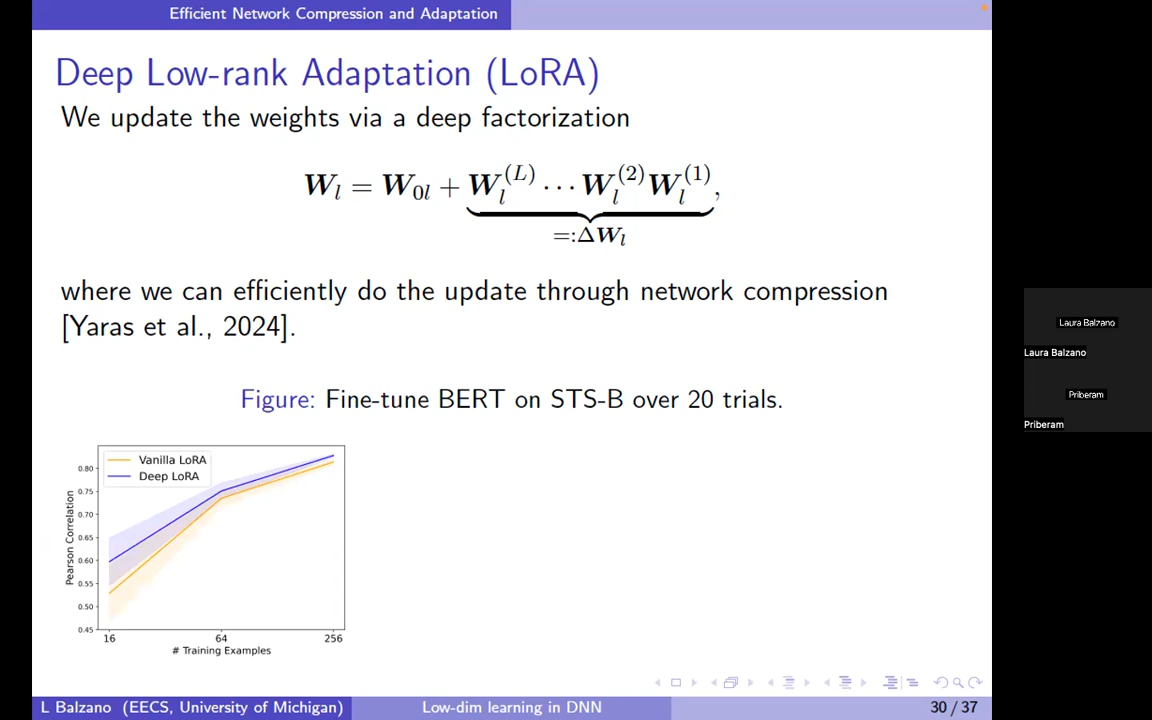 Efficient Network Compression and Adaptation
Deep Low-rank Adaptation (LoRA)
We update the weights via a deep factorization
W_l = W_{0l} + W_l^{(L)} ⋯ W_l^{(2)} W_l^{(1)},
=:ΔW_l
where we can efficiently do the update through network compression
[Yaras et al., 2024].
Figure: Fine-tune BERT on STS-B over 20 trials.
Vanilla LoRA
Deep LoRA
0.80
0.75
0.70
0.65
0.60
0.55
0.50
0.45
Pearson Correlation
16 64 256
# Training Examples
L Balzano (EECS, University of Michigan) Low-dim learning in DNN 30 / 37
Laura Balzano
Laura Balzano
Priberam
Priberam